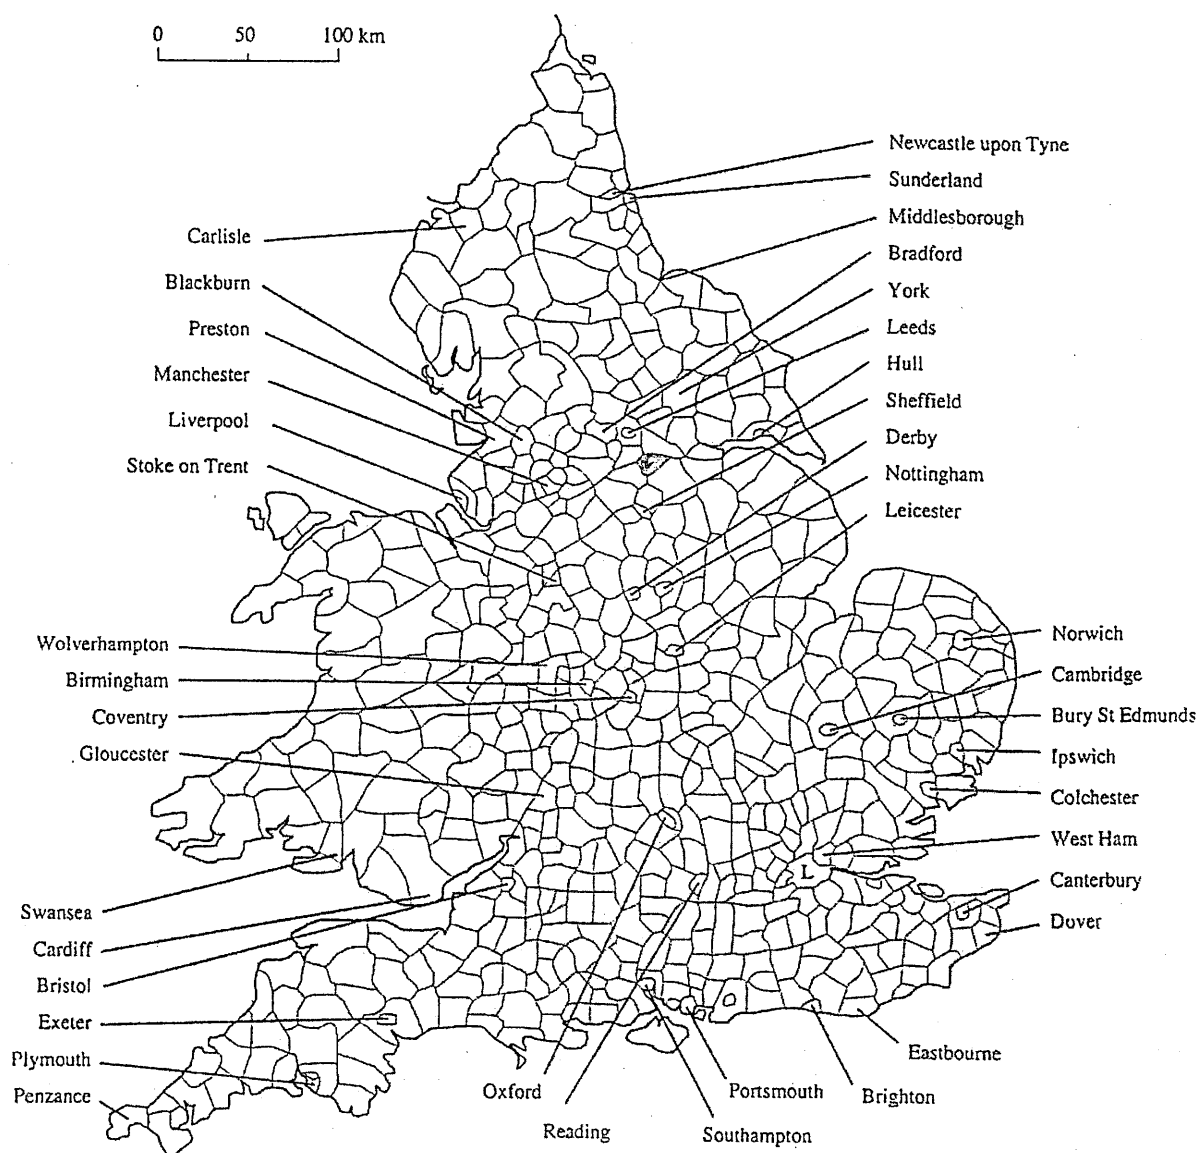 0 50 100 km
Newcastle upon Tyne
Sunderland
Middlesborough
Bradford
York
Leeds
Hull
Sheffield
Derby
Nottingham
Leicester
Carlisle
Blackburn
Preston
Manchester
Liverpool
Stoke on Trent
Wolverhampton
Birmingham
Coventry
Gloucester
Norwich
Cambridge
Bury St Edmunds
Ipswich
Colchester
West Ham
L
Canterbury
Dover
Swansea
Cardiff
Bristol
Exeter
Plymouth
Penzance
Oxford
Reading
Southampton
Portsmouth
Brighton
Eastbourne